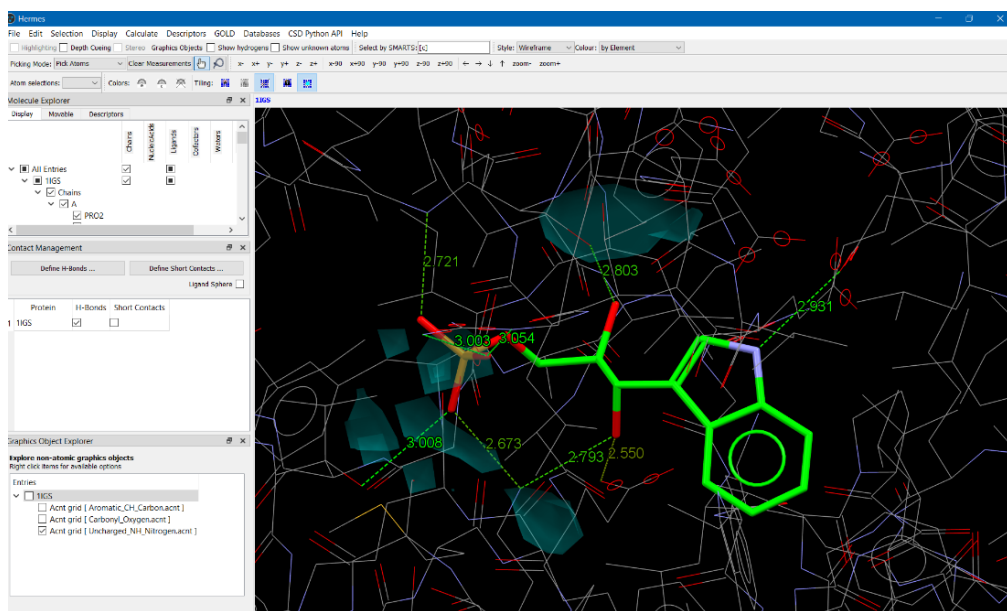 Hermes
File Edit Selection Display Calculate Descriptors GOLD Databases CSD Python API Help
Highlighting Depth Cueing Stereo Graphics Objects Show hydrogens Show unknown atoms Select by SMARTS: [c] Style: Wireframe Colour: by Element
Picking Mode: Pick Atoms Clear Measurements x- x+ y- y+ z- z+ x-90 x+90 y-90 y+90 z-90 z+90 ← → ↓ ↑ zoom- zoom+
Atom selections: Colors: Tiling:
Molecule Explorer
1IGS
Display Movable Descriptors
Chains
NucleicAcids
Ligands
Cofactors
Waters
All Entries
1IGS
Chains
A
PRO2
Contact Management
Define H-Bonds ... Define Short Contacts ...
Ligand Sphere
Protein H-Bonds Short Contacts
1 1IGS
Graphics Object Explorer
Explore non-atomic graphics objects
Right click items for available options
Entries
1IGS
Acnt grid [ Aromatic_CH_Carbon.acnt ]
Acnt grid [ Carbonyl_Oxygen.acnt ]
Acnt grid [ Uncharged_NH_Nitrogen.acnt ]
2.721
2.803
2.931
3.003
3.054
3.008
2.673
2.793
2.550